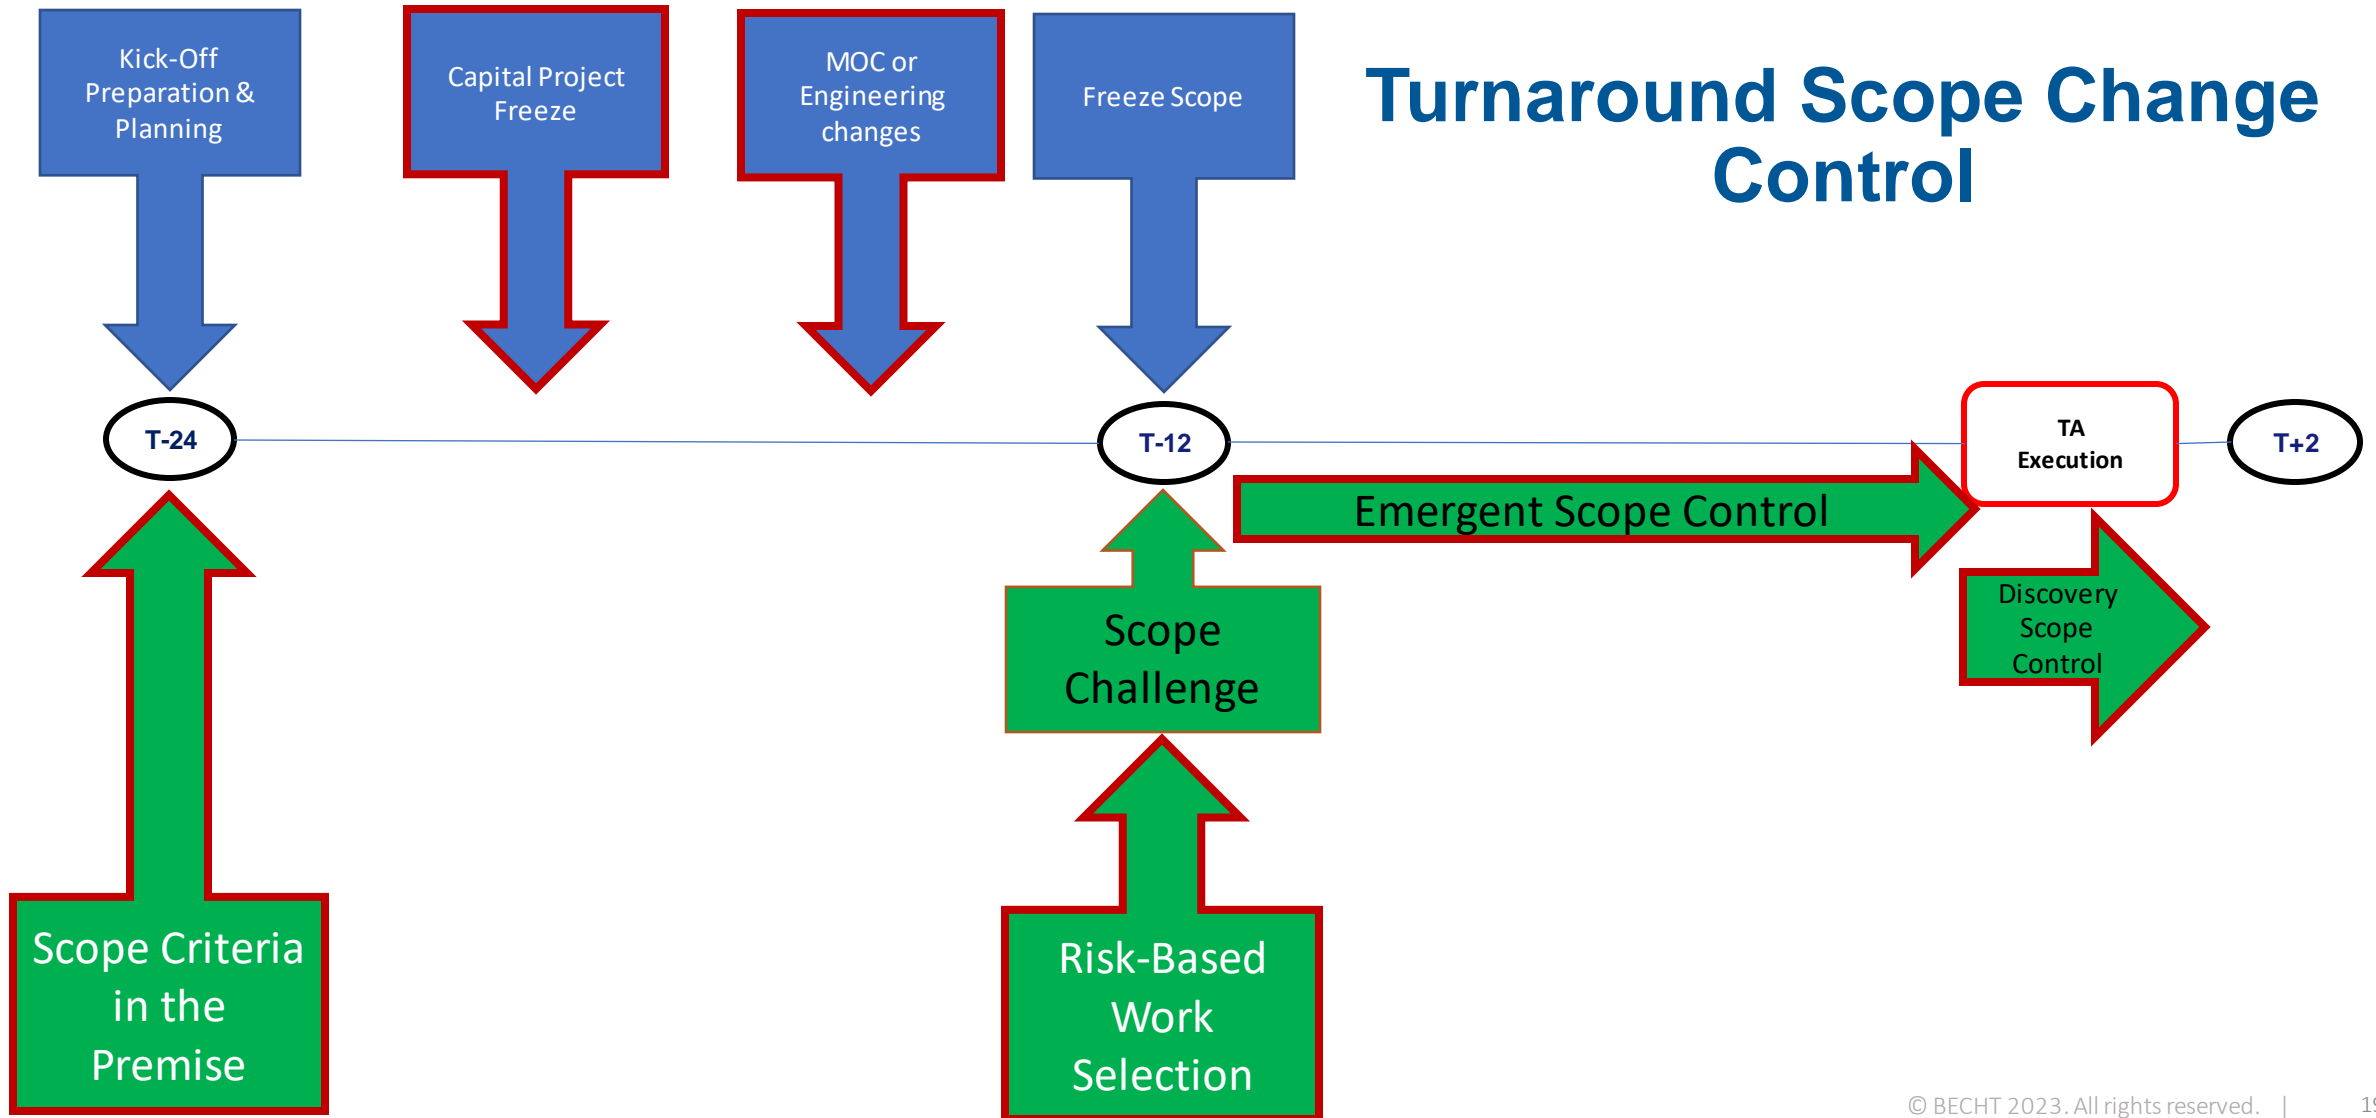 Kick-Off
Preparation &
Planning
Capital Project
Freeze
MOC or
Engineering
changes
Freeze Scope
Turnaround Scope Change
Control
T-24
T-12
TA
Execution
T+2
Emergent Scope Control
Discovery
Scope
Control
Scope
Challenge
Scope Criteria
in the
Premise
Risk-Based
Work
Selection
© BECHT 2023. All rights reserved. |